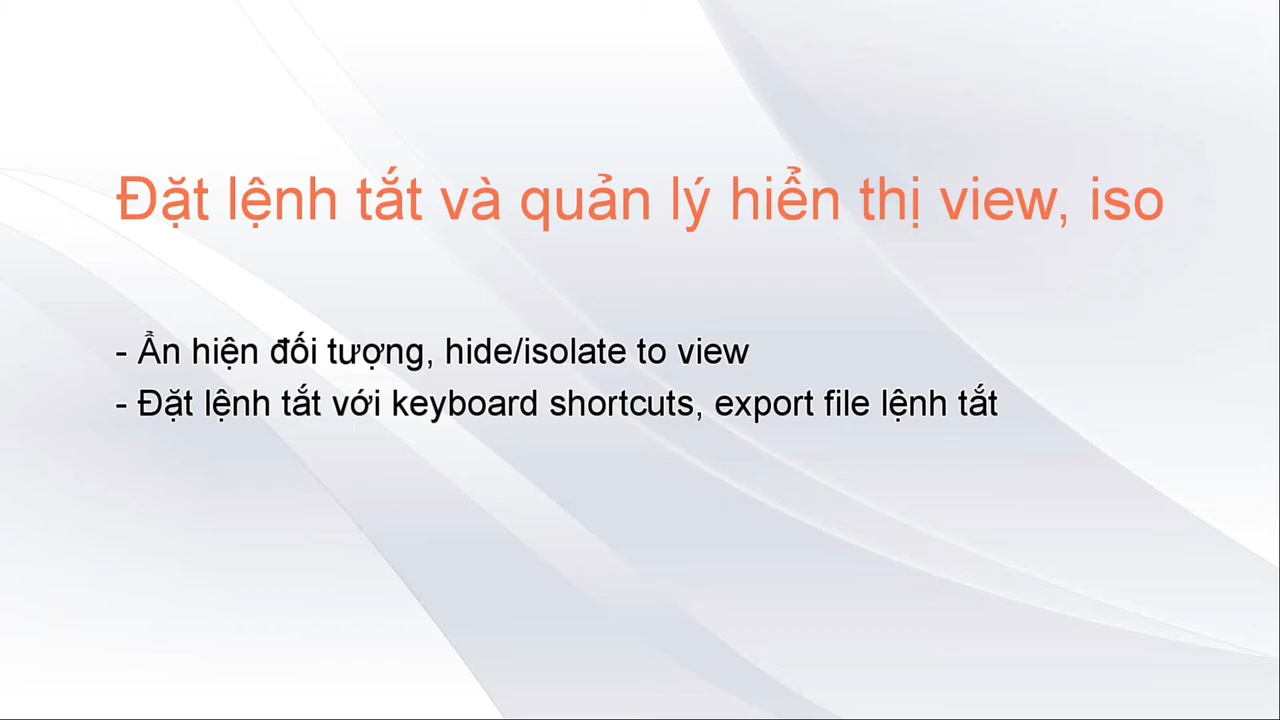 Đặt lệnh tắt và quản lý hiển thị view, iso
- Ẩn hiện đối tượng, hide/isolate to view
- Đặt lệnh tắt với keyboard shortcuts, export file lệnh tắt